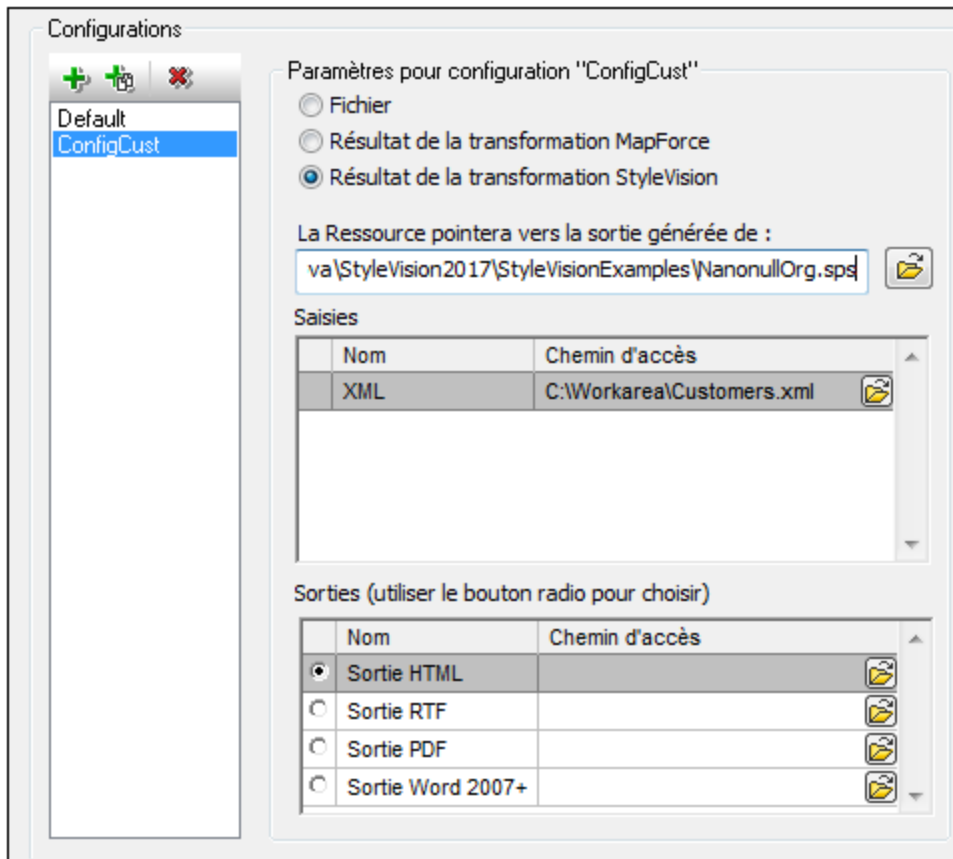 Configurations
Paramètres pour configuration "ConfigCust"
Default
ConfigCust
Fichier
Résultat de la transformation MapForce
Résultat de la transformation StyleVision
La Ressource pointera vers la sortie générée de :
va\StyleVision2017\StyleVisionExamples\NanonullOrg.sps
Saisies
Nom Chemin d'accès
XML C:\Workarea\Customers.xml
Sorties (utiliser le bouton radio pour choisir)
Nom Chemin d'accès
Sortie HTML
Sortie RTF
Sortie PDF
Sortie Word 2007+